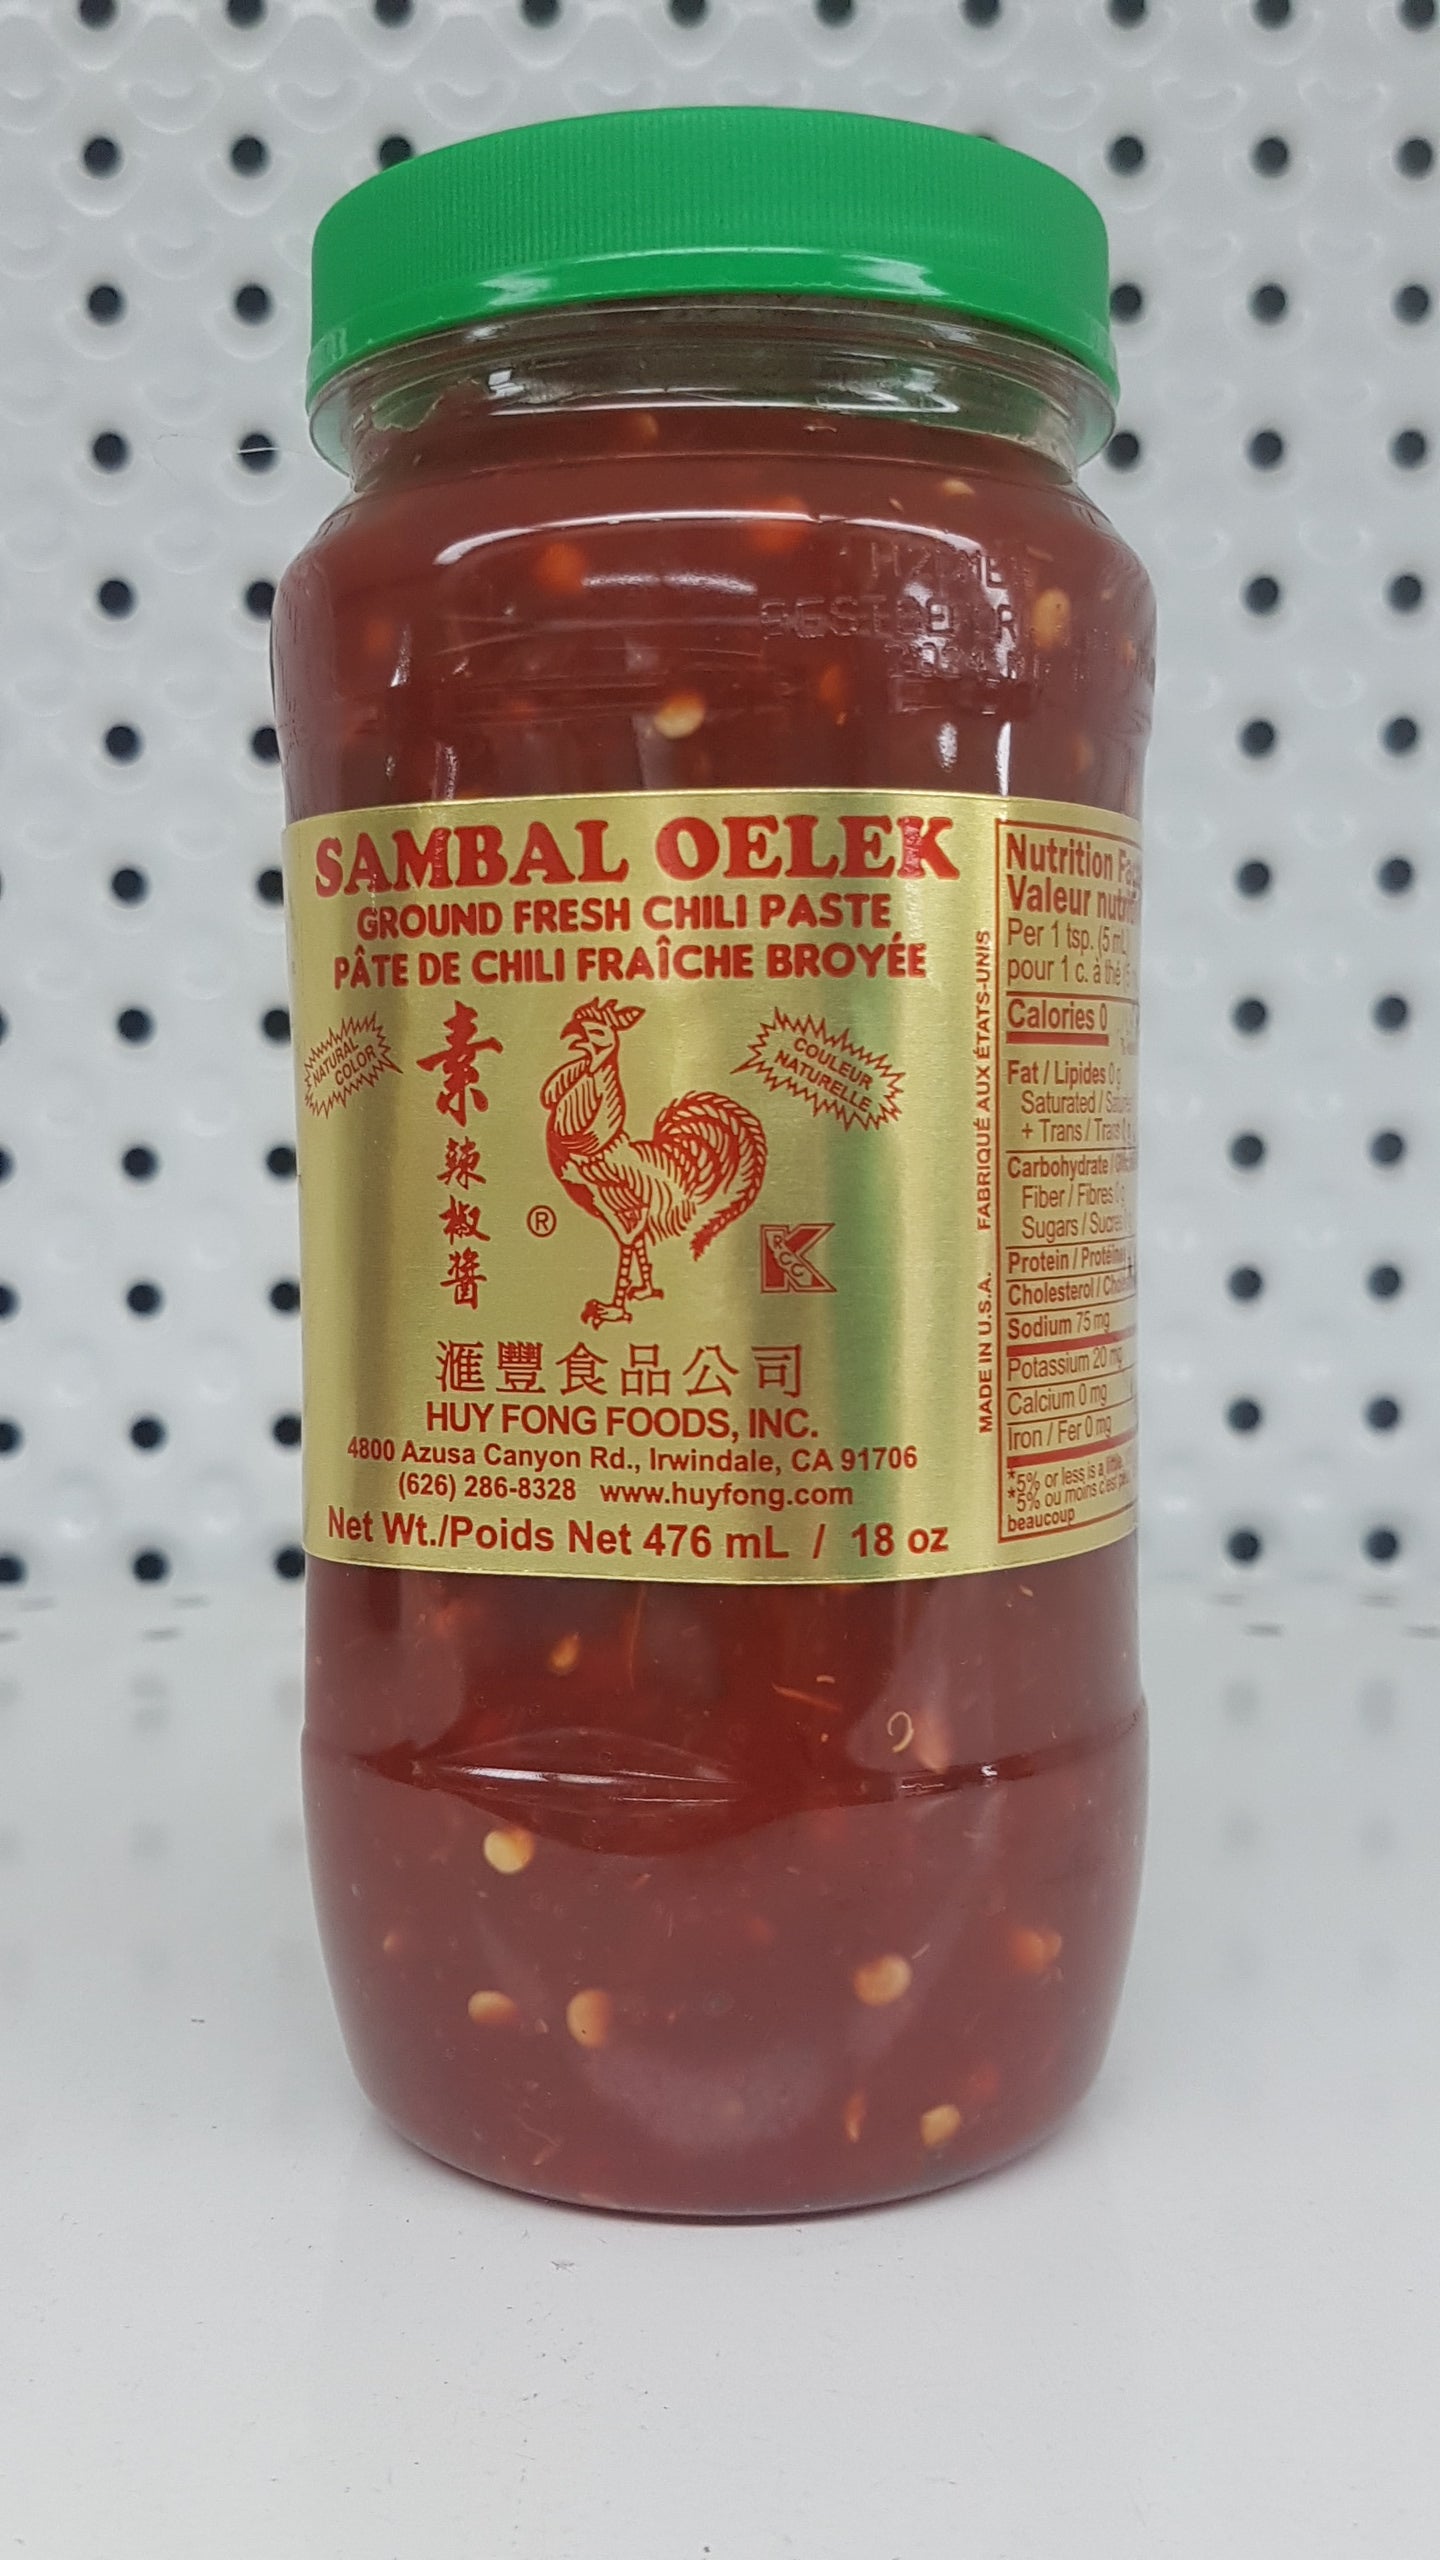 SAMBAL OELEK
GROUND FRESH CHILI PASTE
PÂTE DE CHILI FRAÎCHE BROYÉE
NATURAL
COLOR
素
辣
椒
醬
COULEUR
NATURELLE
®
K
RCC
滙豐食品公司
HUY FONG FOODS, INC.
4800 Azusa Canyon Rd., Irwindale, CA 91706
(626) 286-8328 www.huyfong.com
Net Wt./Poids Net 476 mL / 18 oz
MADE IN U.S.A. FABRIQUÉ AUX ÉTATS-UNIS
Nutrition
Valeur
Per 1 tsp. (5 mL)
pour 1 c. à thé
Calories 0
Fat / Lipides 0 g
Saturated /
+ Trans / Trans
Carbohydrate /
Fiber / Fibres
Sugars / Sucres
Protein / Protéines
Cholesterol /
Sodium 75 mg
Potassium 20 mg
Calcium 0 mg
Iron / Fer 0 mg
*5% or less is a
*5% ou moins c'est
beaucoup